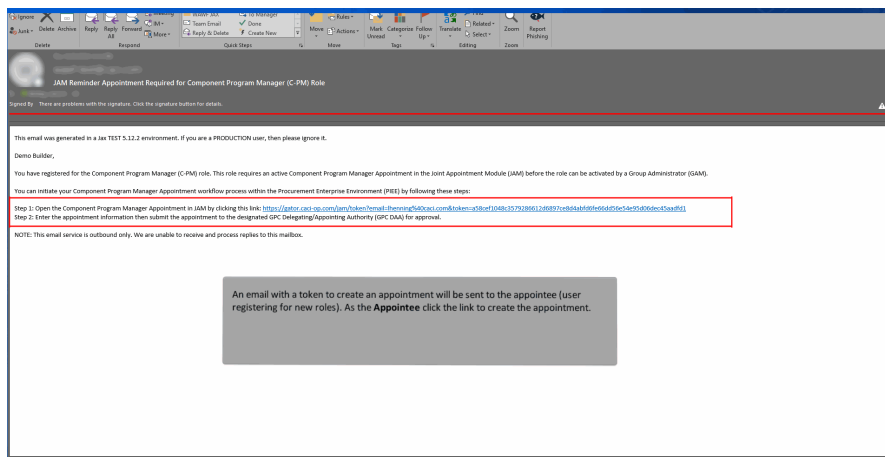 Ignore
Junk
Delete Archive
Reply Reply Forward
All
IM
More
To Manager
Team Email Done
Reply & Delete Create New
Move
Rules
Actions
Mark Categorize Follow
Unread Up
Translate
Related
Select
Zoom
Report
Phishing
Delete Respond Quick Steps Move Tags Editing Zoom
JAM Reminder Appointment Required for Component Program Manager (C-PM) Role
Signed By There are problems with the signature. Click the signature button for details.
This email was generated in a Jax TEST 5.12.2 environment. If you are a PRODUCTION user, then please ignore it.
Demo Builder,
You have registered for the Component Program Manager (C-PM) role. This role requires an active Component Program Manager Appointment in the Joint Appointment Module (JAM) before the role can be activated by a Group Administrator (GAM).
You can initiate your Component Program Manager Appointment workflow process within the Procurement Enterprise Environment (PIEE) by following these steps:
Step 1: Open the Component Program Manager Appointment in JAM by clicking this link: https://gator.caci-op.com/jam/token?email=lhenning%40caci.com&token=a58cef1048c3579286612d6897ce8d4abfd6fe66dd56e54e95d06dec45aadfd1
Step 2: Enter the appointment information then submit the appointment to the designated GPC Delegating/Appointing Authority (GPC DAA) for approval.
NOTE: This email service is outbound only. We are unable to receive and process replies to this mailbox.
An email with a token to create an appointment will be sent to the appointee (user
registering for new roles). As the Appointee click the link to create the appointment.